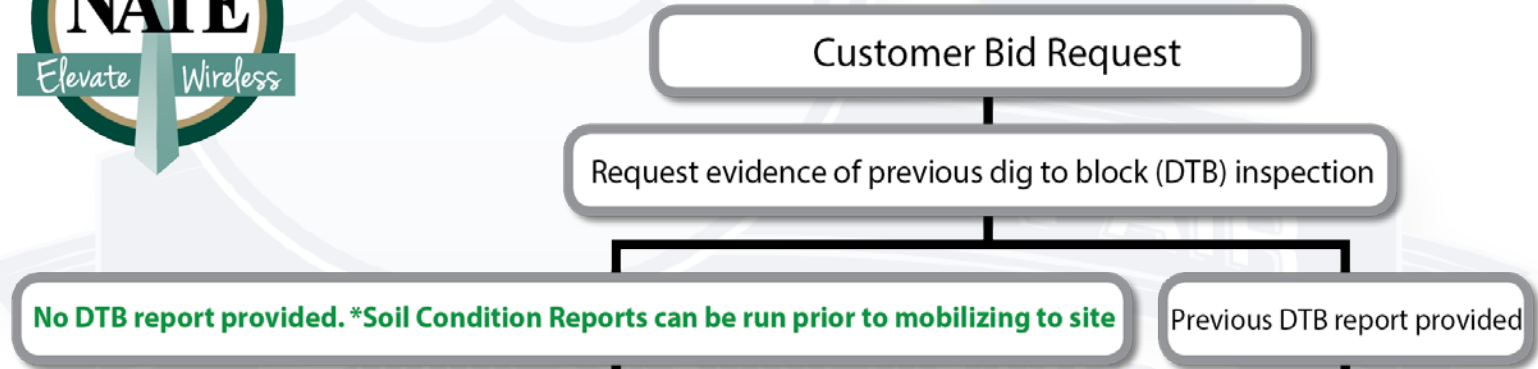 NATE
Elevate Wireless
Customer Bid Request
Request evidence of previous dig to block (DTB) inspection
No DTB report provided. *Soil Condition Reports can be run prior to mobilizing to site
Previous DTB report provided